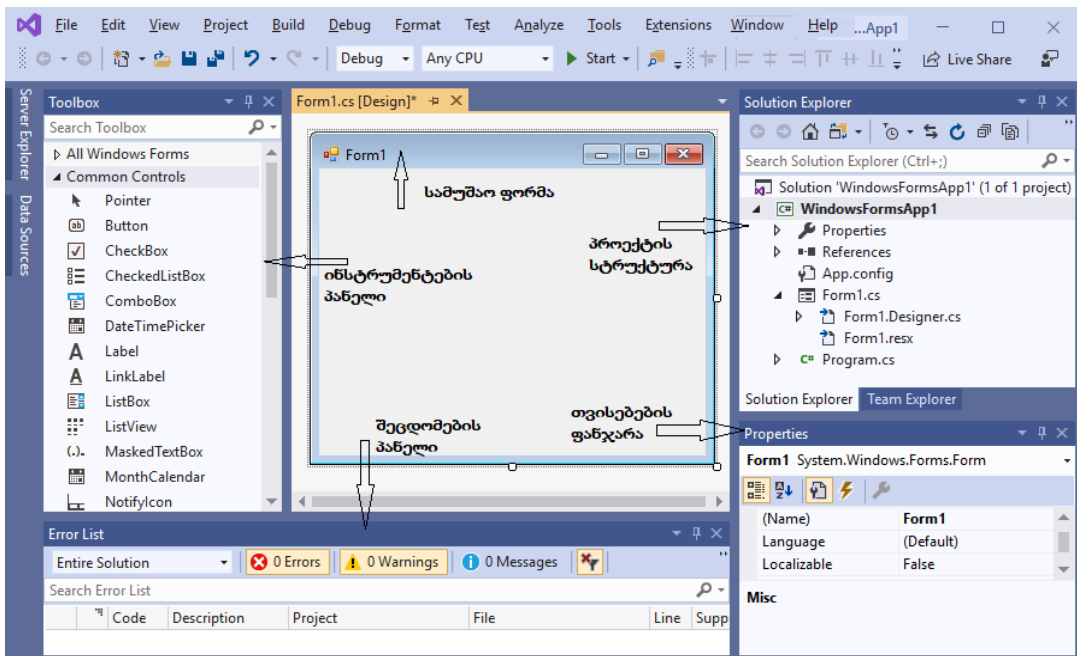 File Edit View Project Build Debug Format Test Analyze Tools Extensions Window Help ...App1
Debug Any CPU Start Live Share
Server Explorer
Data Sources
Toolbox
Search Toolbox
All Windows Forms
Common Controls
Pointer
Button
CheckBox
CheckedListBox
ComboBox
DateTimePicker
Label
LinkLabel
ListBox
ListView
MaskedTextBox
MonthCalendar
NotifyIcon
Form1.cs [Design]*
Form1
სამუშაო ფორმა
პროექტის
სტრუქტურა
ინსტრუმენტების
პანელი
შეცდომების
პანელი
თვისებების
ფანჯარა
Solution Explorer
Search Solution Explorer (Ctrl+;)
Solution 'WindowsFormsApp1' (1 of 1 project)
WindowsFormsApp1
Properties
References
App.config
Form1.cs
Form1.Designer.cs
Form1.resx
Program.cs
Solution Explorer Team Explorer
Properties
Form1 System.Windows.Forms.Form
(Name) Form1
Language (Default)
Localizable False
Misc
Error List
Entire Solution 0 Errors 0 Warnings 0 Messages
Search Error List
Code Description Project File Line Supp